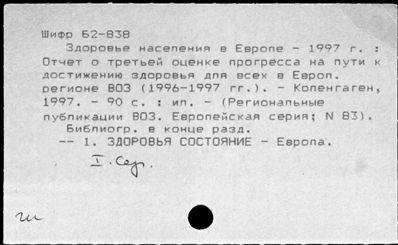 Шифр Б2-В38
Здоровье населения в Европе - 1997 г. :
Отчет о третьей оценке прогресса на пути к
достижению здоровья для всех в Европ.
регионе ВОЗ (1996-1997 гг.). - Копенгаген,
1997. - 90 с. : ил. - (Региональные
публикации ВОЗ. Европейская серия; N 83).
Библиогр. в конце разд.
-- 1. ЗДОРОВЬЯ СОСТОЯНИЕ - Европа.
I. Сер.